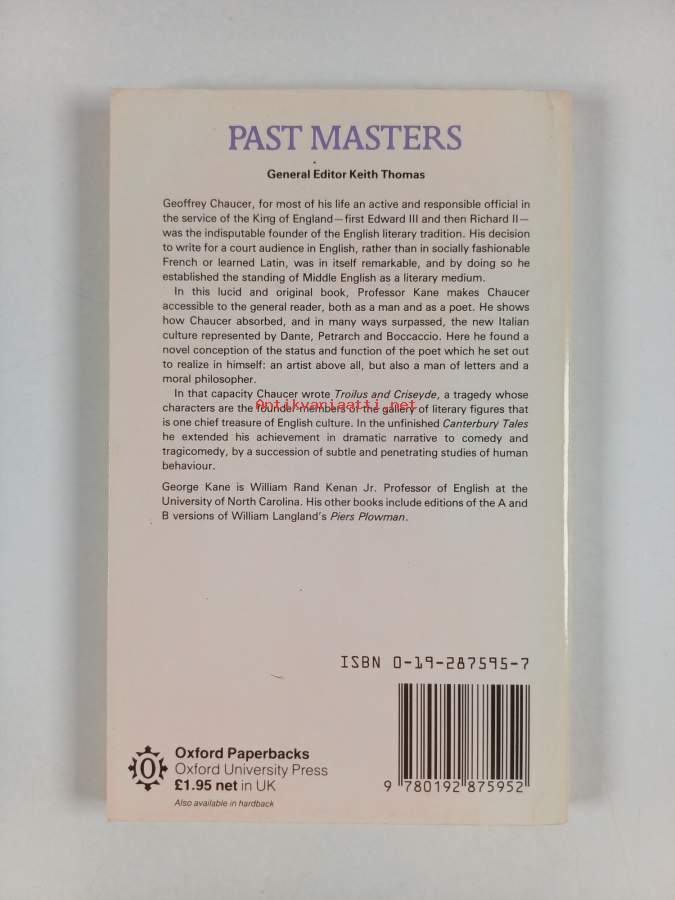 PAST MASTERS
General Editor Keith Thomas
Geoffrey Chaucer, for most of his life an active and responsible official in
the service of the King of England—first Edward III and then Richard II—
was the indisputable founder of the English literary tradition. His decision
to write for a court audience in English, rather than in socially fashionable
French or learned Latin, was in itself remarkable, and by doing so he
established the standing of Middle English as a literary medium.
In this lucid and original book, Professor Kane makes Chaucer
accessible to the general reader, both as a man and as a poet. He shows
how Chaucer absorbed, and in many ways surpassed, the new Italian
culture represented by Dante, Petrarch and Boccaccio. Here he found a
novel conception of the status and function of the poet which he set out
to realize in himself: an artist above all, but also a man of letters and a
moral philosopher.
In that capacity Chaucer wrote Troilus and Criseyde, a tragedy whose
characters are the founder-members of the gallery of literary figures that
Antikvariaatti.net
is one chief treasure of English culture. In the unfinished Canterbury Tales
he extended his achievement in dramatic narrative to comedy and
tragicomedy, by a succession of subtle and penetrating studies of human
behaviour.
George Kane is William Rand Kenan Jr. Professor of English at the
University of North Carolina. His other books include editions of the A and
B versions of William Langland's Piers Plowman.
ISBN 0-19-287595-7
9 780192 875952
Oxford Paperbacks
Oxford University Press
£1.95 net in UK
Also available in hardback